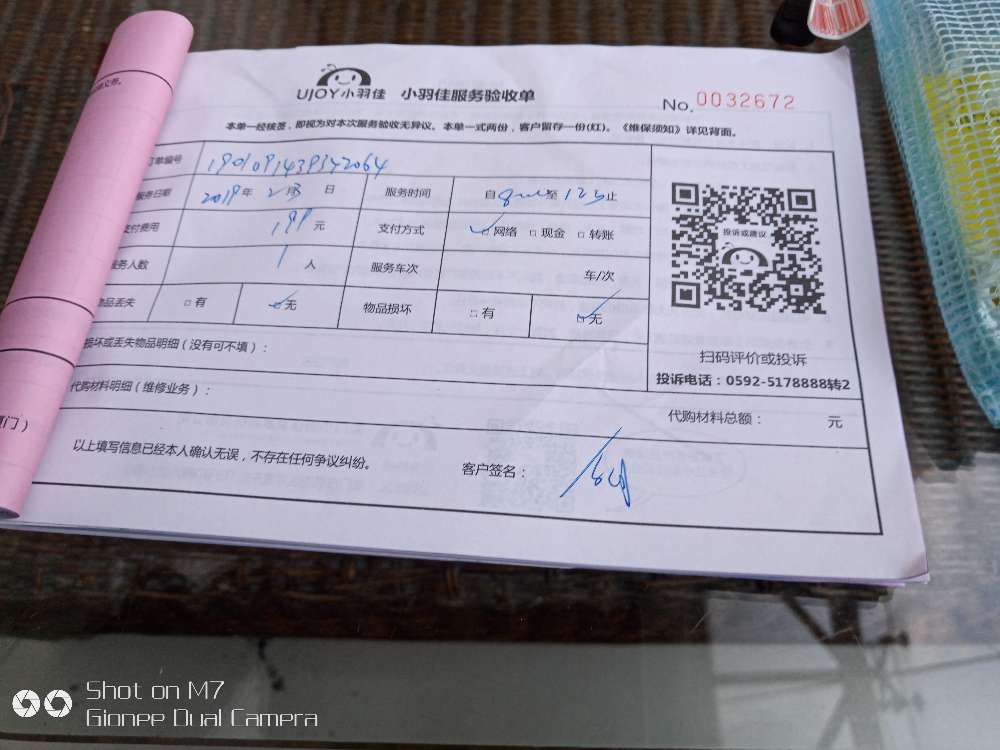 UJOY小羽佳 小羽佳服务验收单
No. 0032672
本单一经核签，即视为对本次服务验收无异议。本单一式两份，客户留存一份(红)。《维保须知》详见背面。
订单编号
服务日期 2019年 日 服务时间 自 至 止
支付费用 199 元 支付方式 网络 □ 现金 □ 转账
服务人数 1 人 服务车次 车/次
物品丢失 □ 有 无 物品损坏 □ 有 无
损坏或丢失物品明细（没有可不填）：
投诉或建议
扫码评价或投诉
投诉电话：0592-5178888转2
代购材料明细（维修业务）：
代购材料总额： 元
以上填写信息已经本人确认无误，不存在任何争议纠纷。 客户签名：
门）
Shot on M7
Gionee Dual Camera